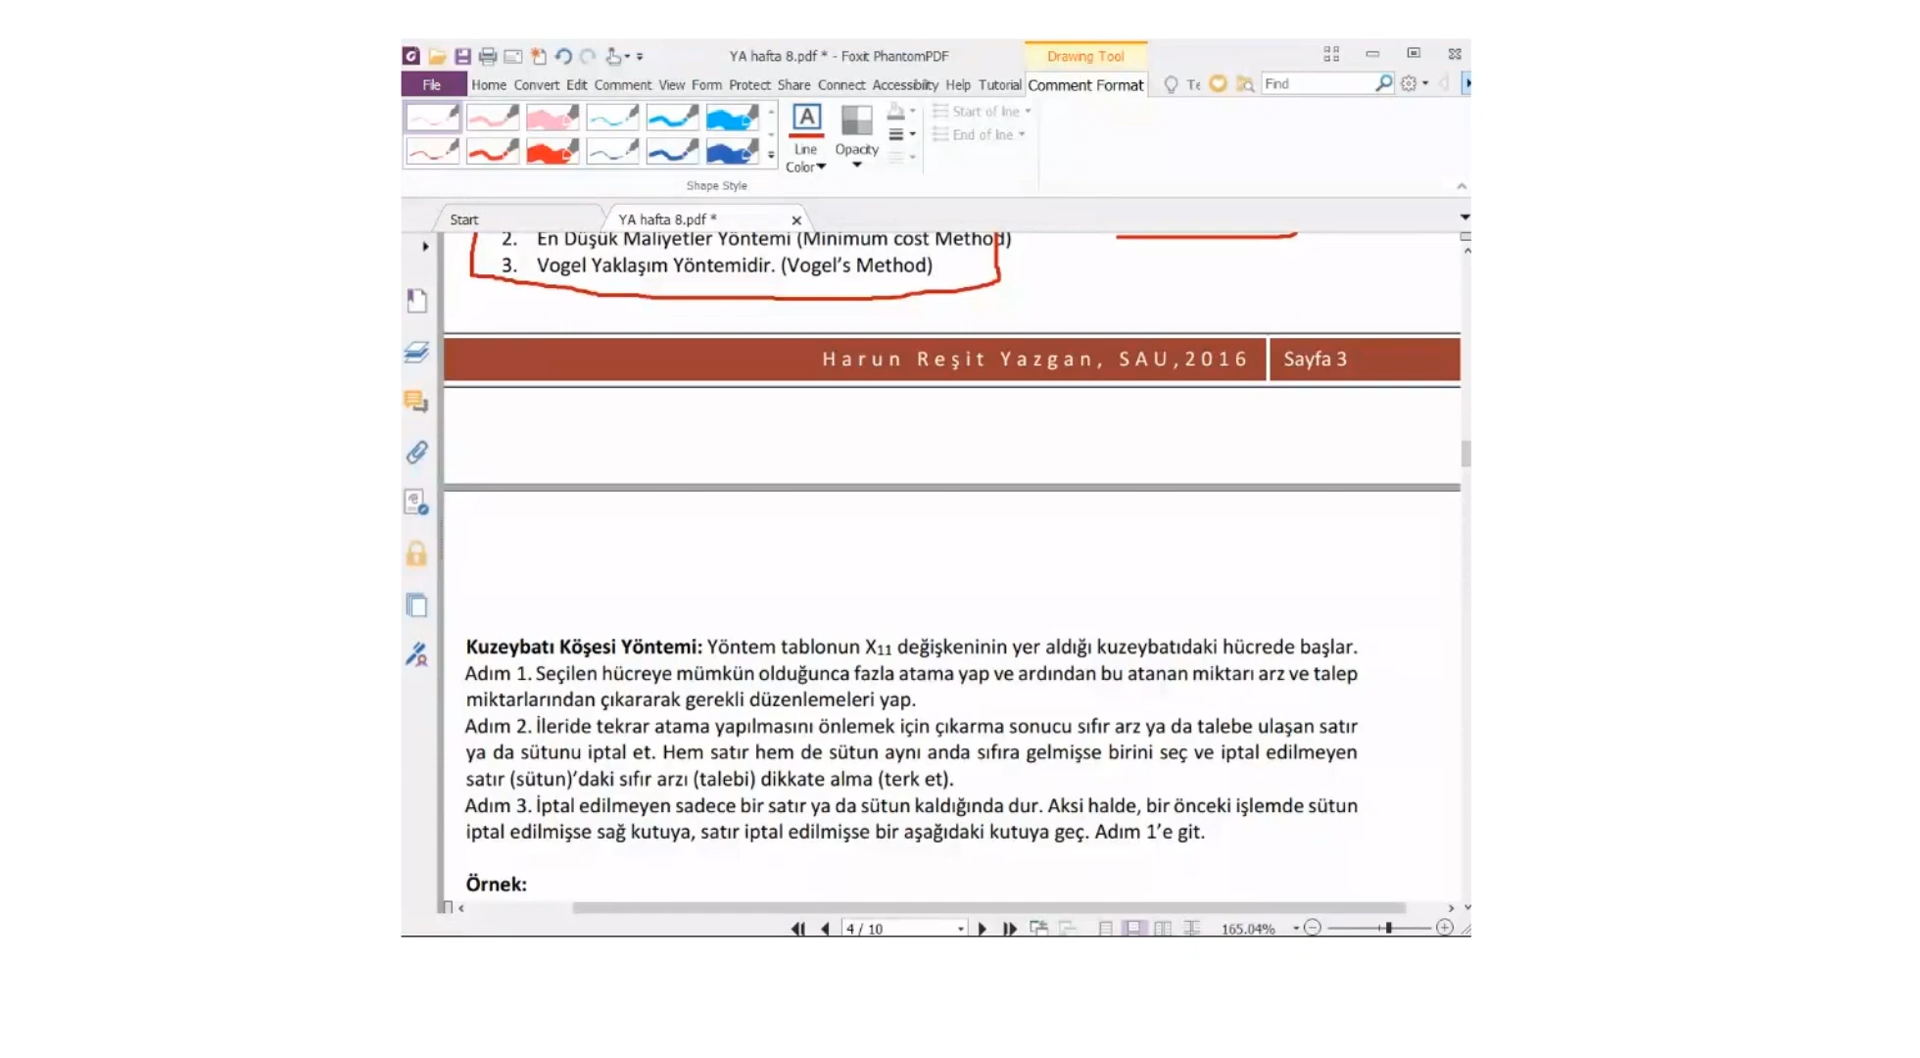 YA hafta 8.pdf * - Foxit PhantomPDF
Drawing Tool
File Home Convert Edit Comment View Form Protect Share Connect Accessibility Help Tutorial Comment Format Te Find
Line Color
Opacity
Start of line
End of line
Shape Style
Start
YA hafta 8.pdf *
2. En Düşük Maliyetler Yöntemi (Minimum cost Method)
3. Vogel Yaklaşım Yöntemidir. (Vogel's Method)
Harun Reşit Yazgan, SAU,2016 Sayfa 3
Kuzeybatı Köşesi Yöntemi: Yöntem tablonun X11 değişkeninin yer aldığı kuzeybatıdaki hücrede başlar.
Adım 1. Seçilen hücreye mümkün olduğunca fazla atama yap ve ardından bu atanan miktarı arz ve talep
miktarlarından çıkararak gerekli düzenlemeleri yap.
Adım 2. İleride tekrar atama yapılmasını önlemek için çıkarma sonucu sıfır arz ya da talebe ulaşan satır
ya da sütunu iptal et. Hem satır hem de sütun aynı anda sıfıra gelmişse birini seç ve iptal edilmeyen
satır (sütun)'daki sıfır arzı (talebi) dikkate alma (terk et).
Adım 3. İptal edilmeyen sadece bir satır ya da sütun kaldığında dur. Aksi halde, bir önceki işlemde sütun
iptal edilmişse sağ kutuya, satır iptal edilmişse bir aşağıdaki kutuya geç. Adım 1'e git.
Örnek:
4 / 10
165.04%